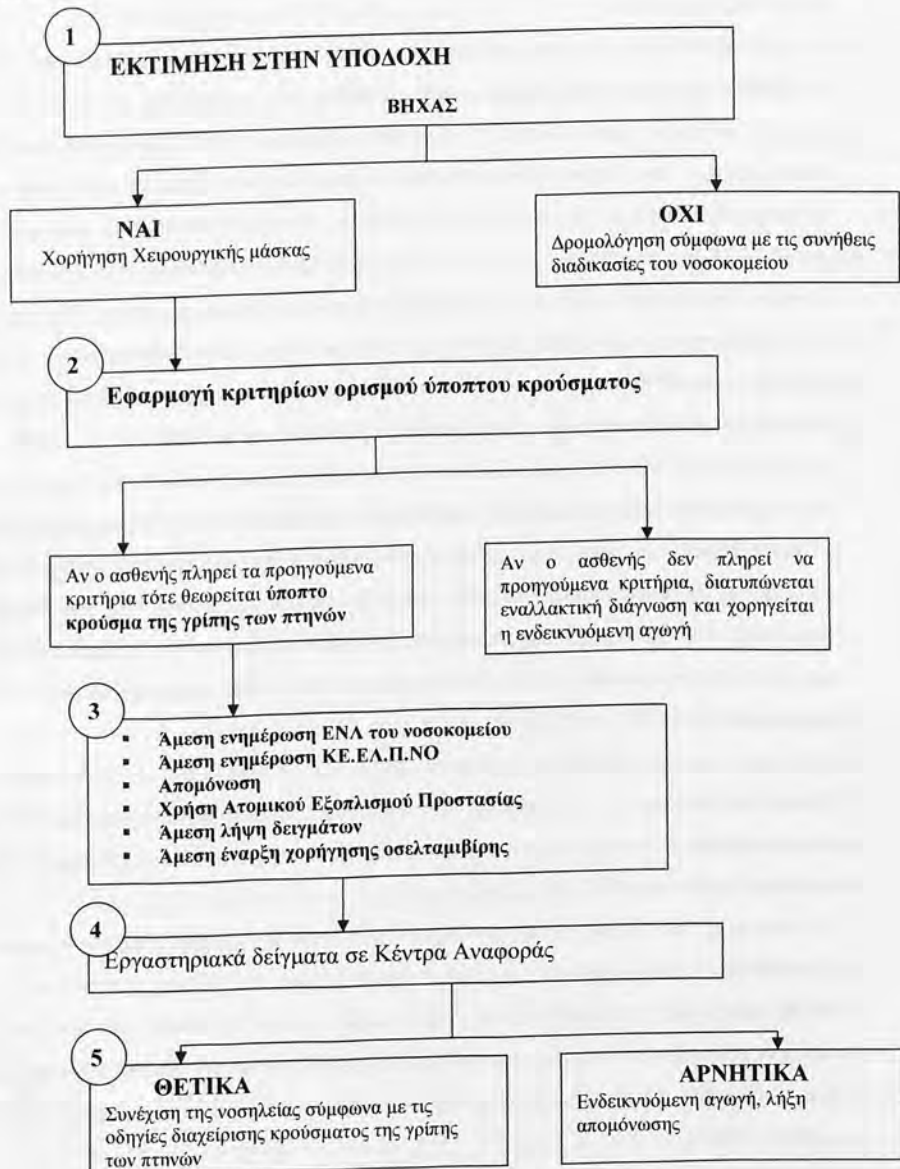 1
ΕΚΤΙΜΗΣΗ ΣΤΗΝ ΥΠΟΔΟΧΗ
ΒΗΧΑΣ
ΝΑΙ
Χορήγηση Χειρουργικής μάσκας
ΟΧΙ
Δρομολόγηση σύμφωνα με τις συνήθεις
διαδικασίες του νοσοκομείου
2
Εφαρμογή κριτηρίων ορισμού ύποπτου κρούσματος
Αν ο ασθενής πληρεί τα προηγούμενα
κριτήρια τότε θεωρείται ύποπτο
κρούσμα της γρίπης των πτηνών
Αν ο ασθενής δεν πληρεί να
προηγούμενα κριτήρια, διατυπώνεται
εναλλακτική διάγνωση και χορηγείται
η ενδεικνυόμενη αγωγή
3
▪ Άμεση ενημέρωση ΕΝΛ του νοσοκομείου
▪ Άμεση ενημέρωση ΚΕ.ΕΛ.Π.ΝΟ
▪ Απομόνωση
▪ Χρήση Ατομικού Εξοπλισμού Προστασίας
▪ Άμεση λήψη δειγμάτων
▪ Άμεση έναρξη χορήγησης οσελταμιβίρης
4
Εργαστηριακά δείγματα σε Κέντρα Αναφοράς
5
ΘΕΤΙΚΑ
Συνέχιση της νοσηλείας σύμφωνα με τις
οδηγίες διαχείρισης κρούσματος της γρίπης
των πτηνών
ΑΡΝΗΤΙΚΑ
Ενδεικνυόμενη αγωγή, λήξη
απομόνωσης